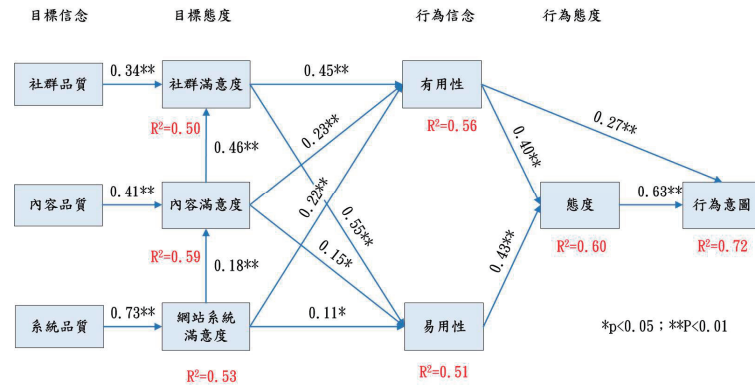 目標信念 目標態度 行為信念 行為態度
社群品質 0.34** 社群滿意度 0.45** 有用性
R²=0.50 R²=0.56 0.27**
0.46** 0.23** 0.40**
0.22**
內容品質 0.41** 內容滿意度 態度 0.63** 行為意圖
0.55**
R²=0.59 R²=0.60 R²=0.72
0.18** 0.15* 0.43**
系統品質 0.73** 網站系統
滿意度 0.11* 易用性
*p<0.05；**P<0.01
R²=0.53 R²=0.51